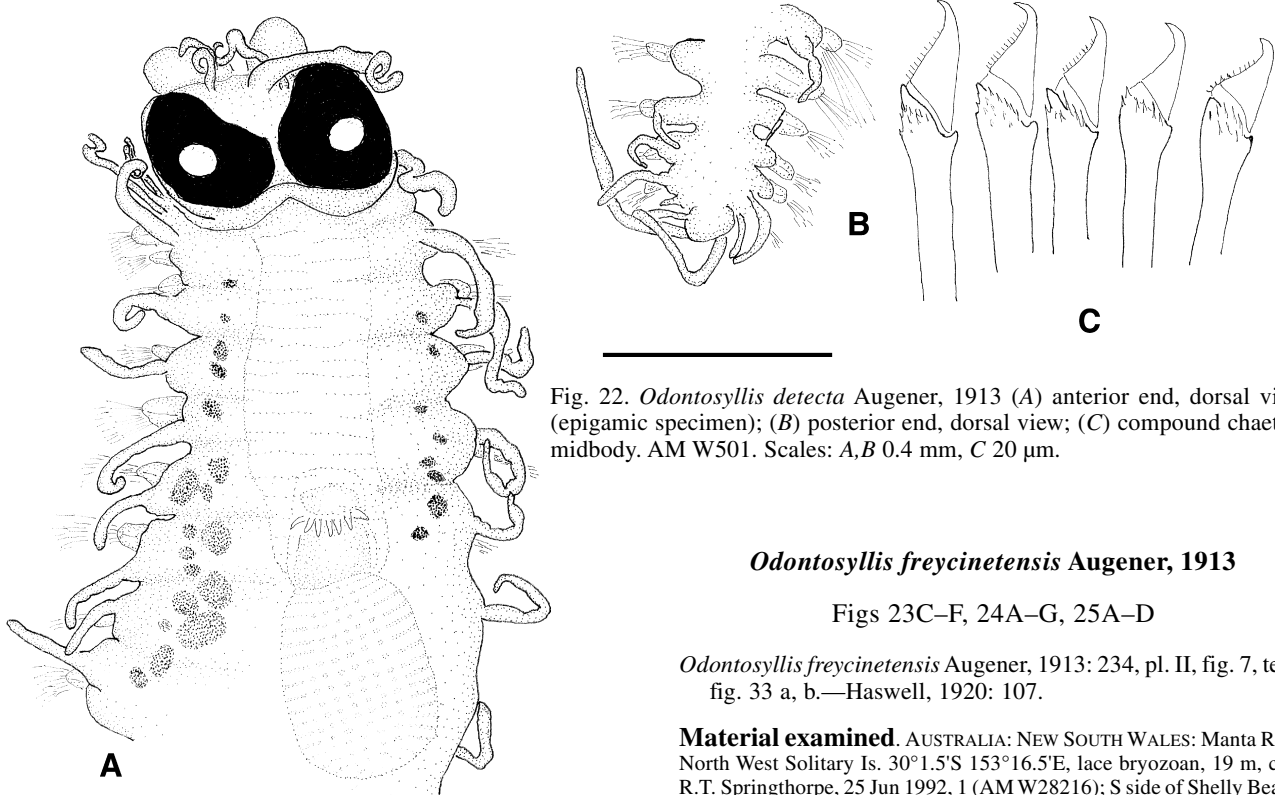 A
B
C
Fig. 22. Odontosyllis detecta Augener, 1913 (A) anterior end, dorsal
(epigamic specimen); (B) posterior end, dorsal view; (C) compound
midbody. AM W501. Scales: A,B 0.4 mm, C 20 µm.
Odontosyllis freycinetensis Augener, 1913
Figs 23C–F, 24A–G, 25A–D
Odontosyllis freycinetensis Augener, 1913: 234, pl. II, fig. 7,
fig. 33 a, b.—Haswell, 1920: 107.
Material examined. AUSTRALIA: NEW SOUTH WALES: Manta
North West Solitary Is. 30°1.5'S 153°16.5'E, lace bryozoan, 19 m,
R.T. Springthorpe, 25 Jun 1992, 1 (AM W28216); S side of Shelly